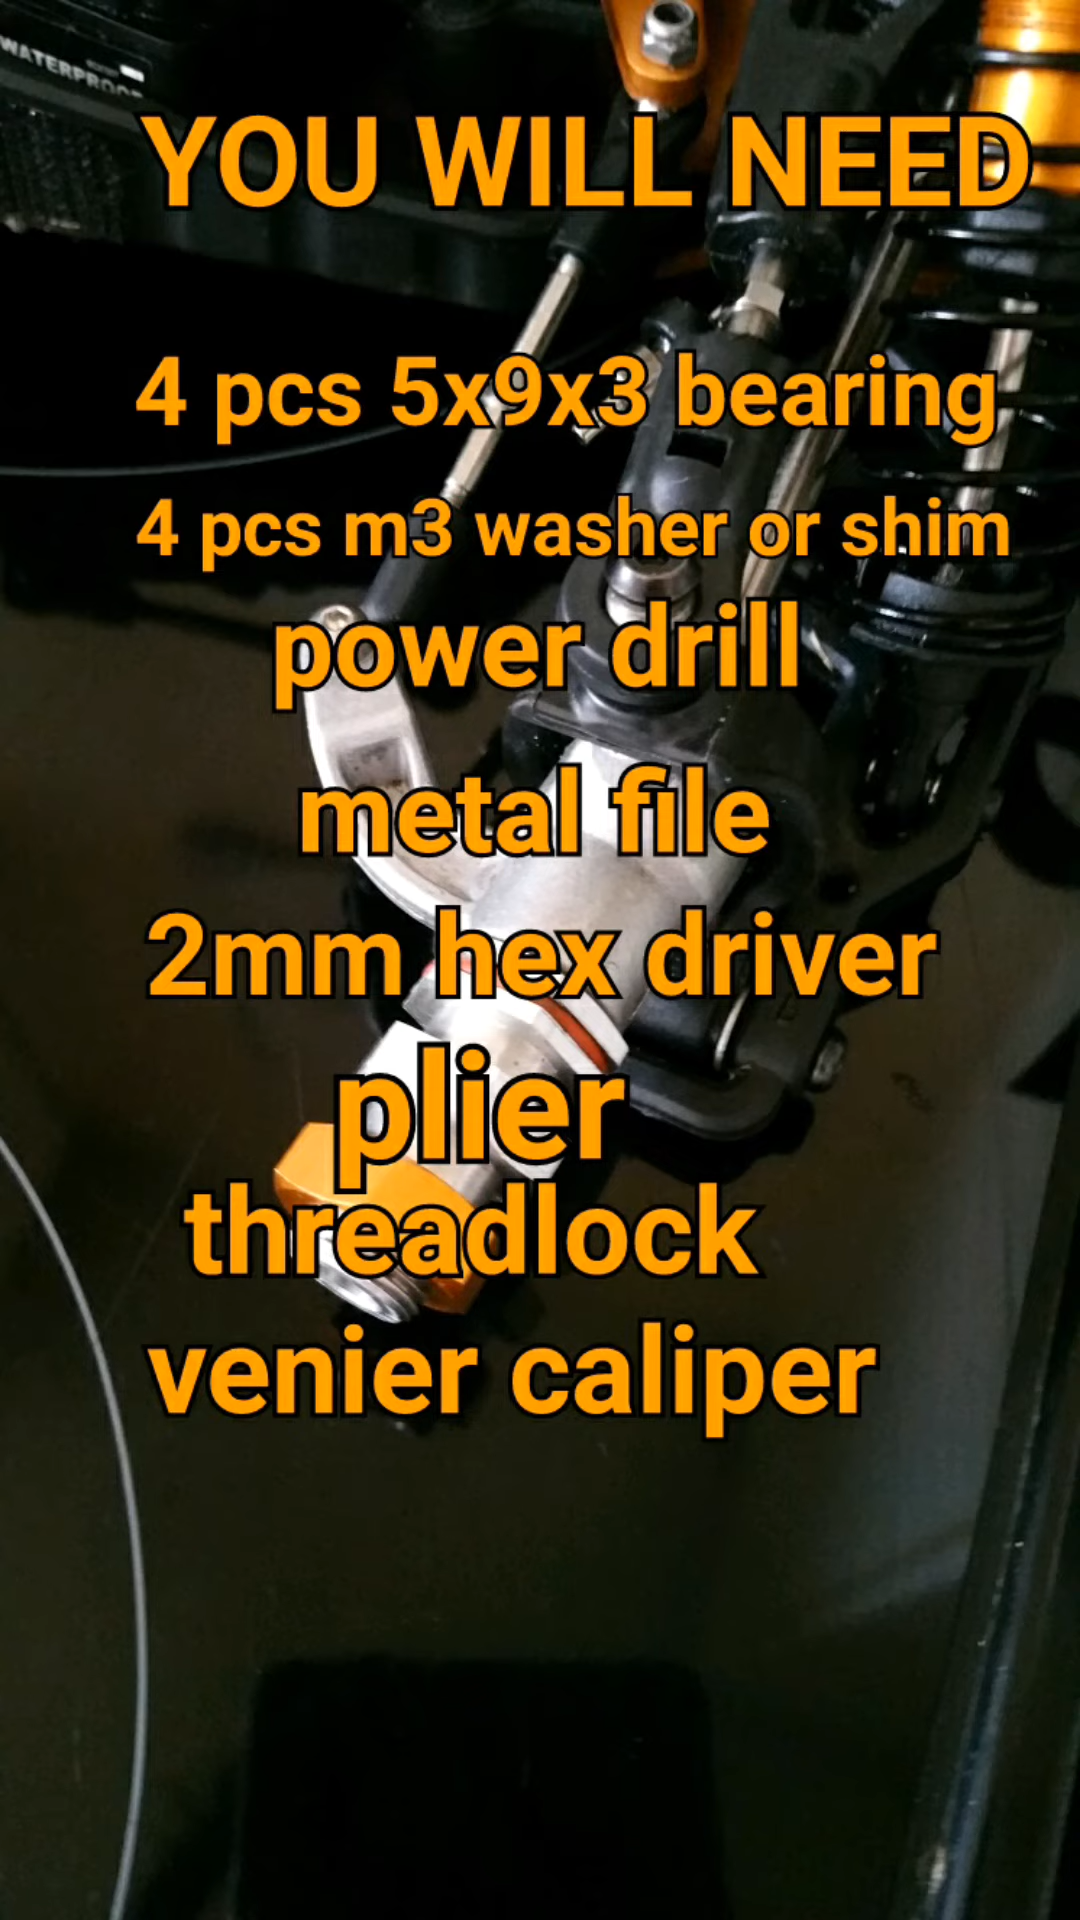 WATERPROOF
YOU WILL NEED
4 pcs 5x9x3 bearing
4 pcs m3 washer or shim
power drill
metal file
2mm hex driver
plier
threadlock
venier caliper